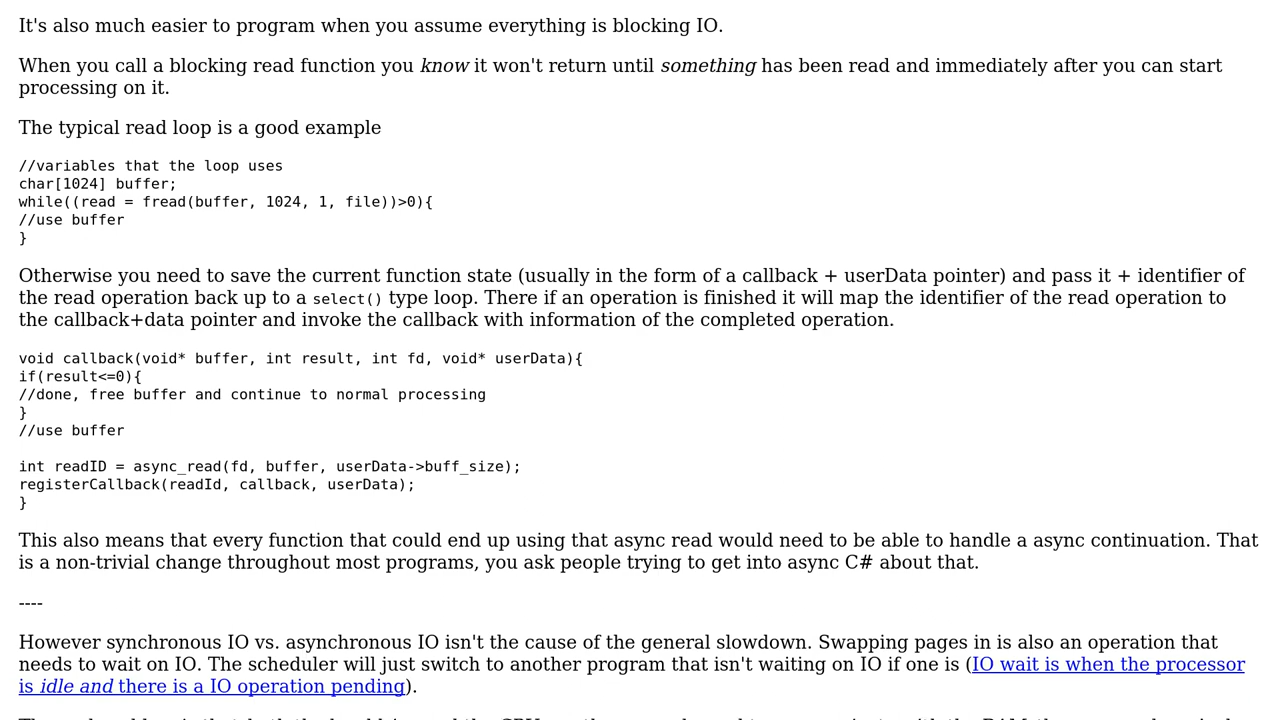 It's also much easier to program when you assume everything is blocking IO.
When you call a blocking read function you know it won't return until something has been read and immediately after you can start
processing on it.
The typical read loop is a good example
//variables that the loop uses
char[1024] buffer;
while((read = fread(buffer, 1024, 1, file))>0){
//use buffer
}
Otherwise you need to save the current function state (usually in the form of a callback + userData pointer) and pass it + identifier of
the read operation back up to a select() type loop. There if an operation is finished it will map the identifier of the read operation to
the callback+data pointer and invoke the callback with information of the completed operation.
void callback(void* buffer, int result, int fd, void* userData){
if(result<=0){
//done, free buffer and continue to normal processing
}
//use buffer
int readID = async_read(fd, buffer, userData->buff_size);
registerCallback(readId, callback, userData);
}
This also means that every function that could end up using that async read would need to be able to handle a async continuation. That
is a non-trivial change throughout most programs, you ask people trying to get into async C# about that.
----
However synchronous IO vs. asynchronous IO isn't the cause of the general slowdown. Swapping pages in is also an operation that
needs to wait on IO. The scheduler will just switch to another program that isn't waiting on IO if one is (IO wait is when the processor
is idle and there is a IO operation pending).